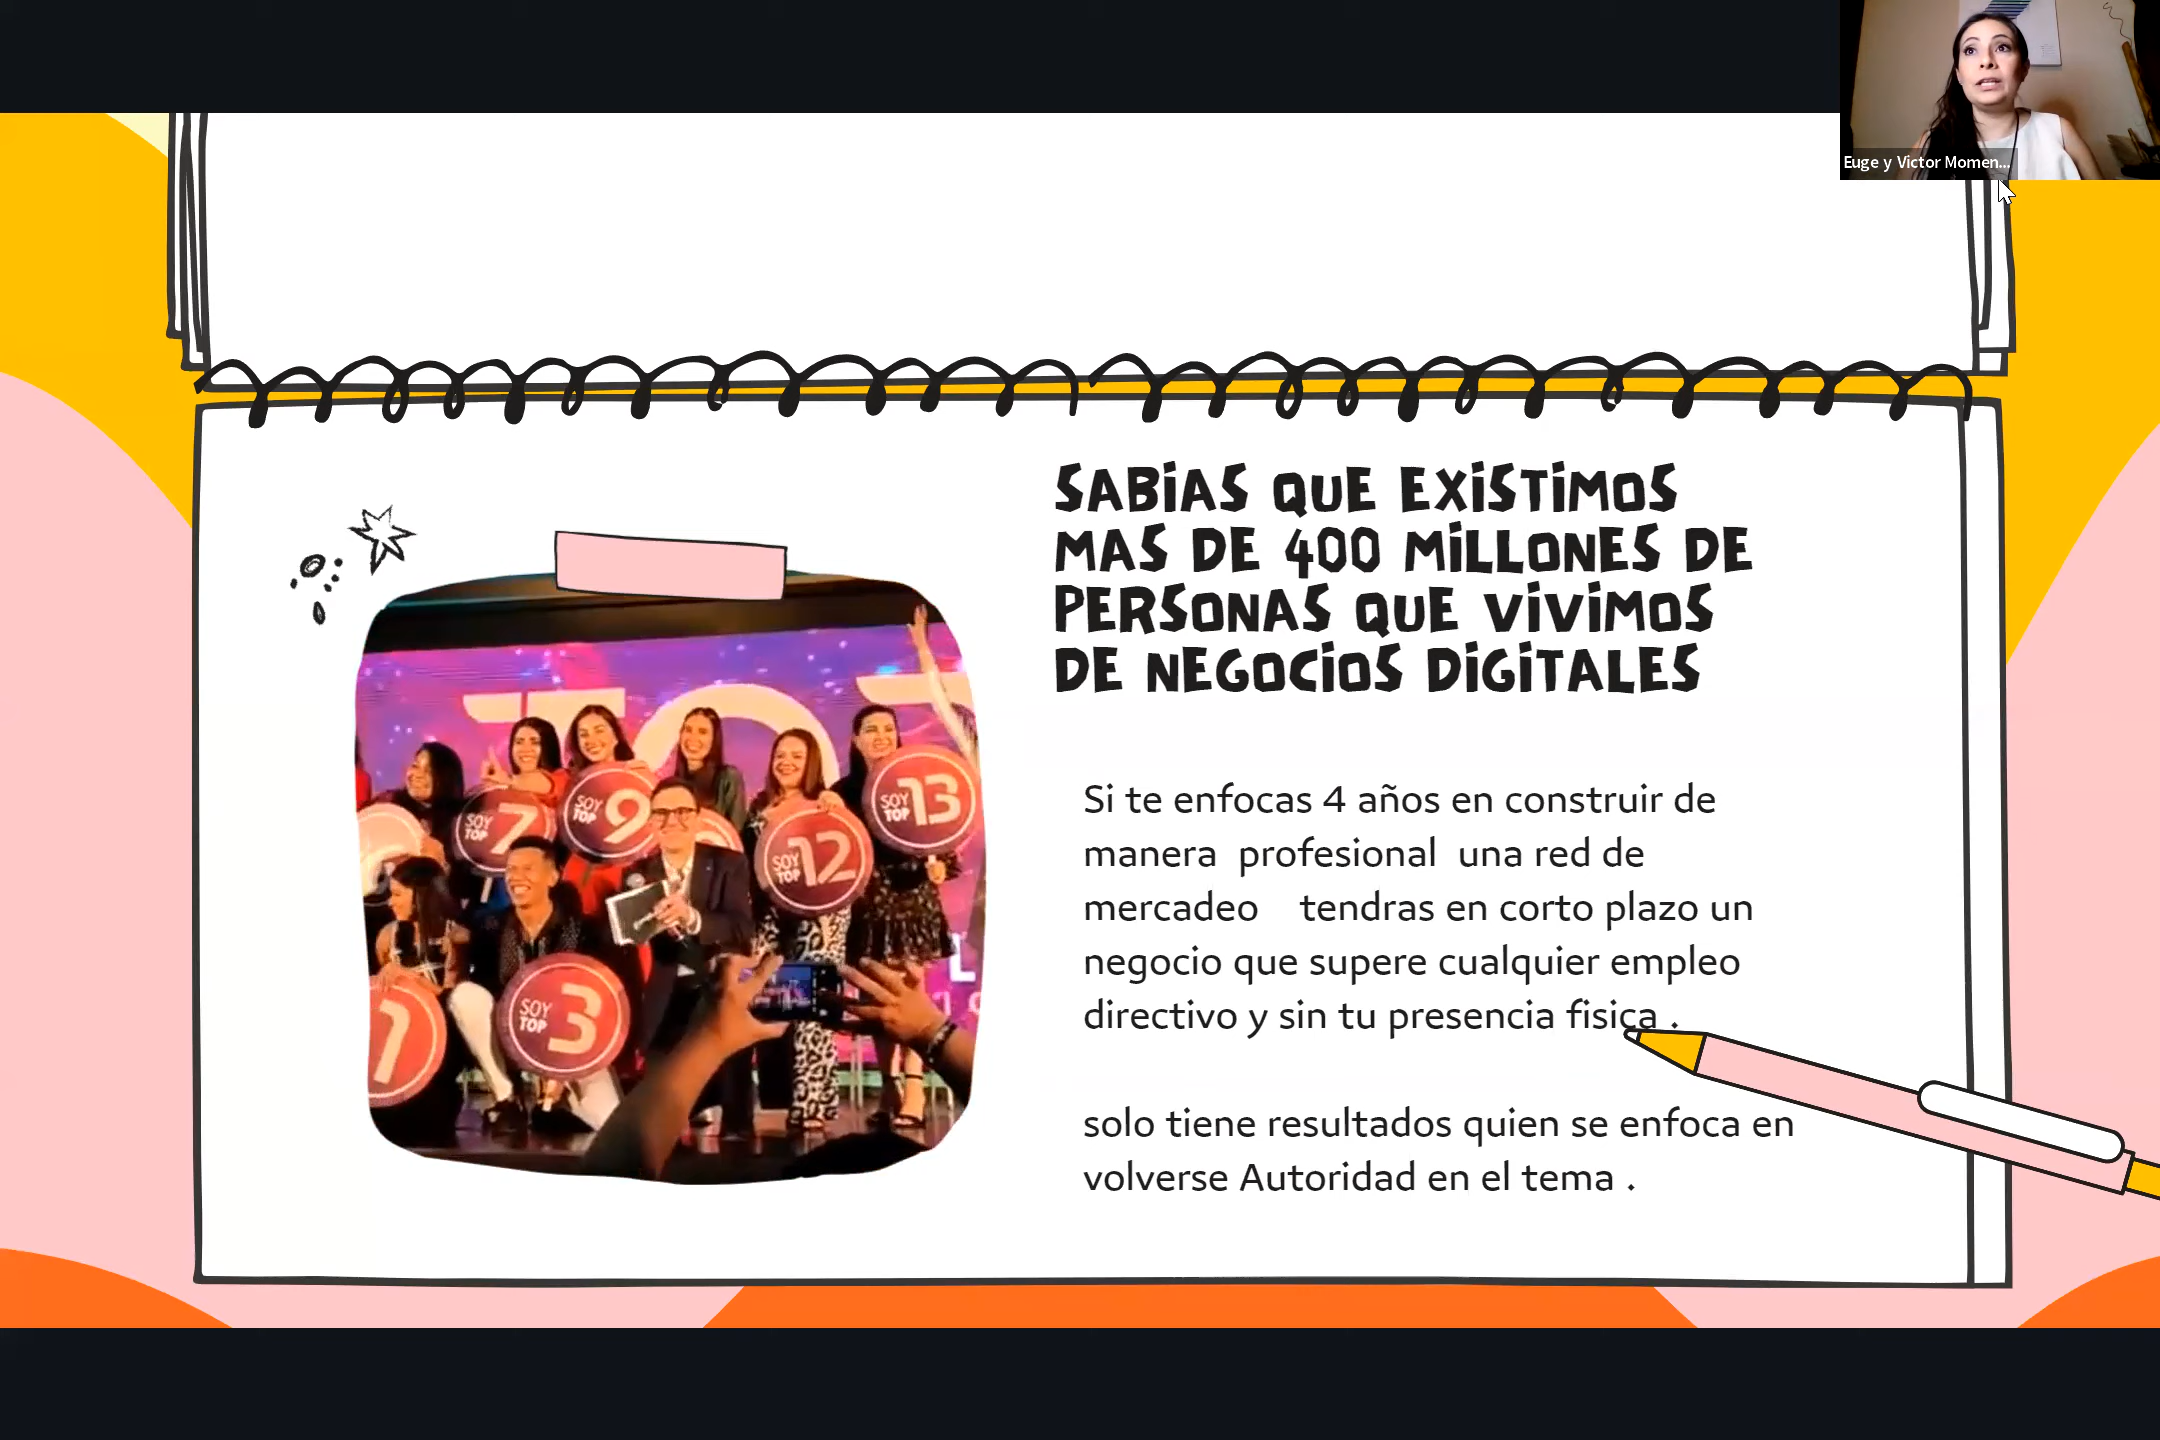 Euge y Victor Momen...
SABiAS QUE EXiSTiMOS
MAS DE 400 MiLLONES DE
PERSONAS QUE ViViMOS
DE NEGOCiOS DiGiTALES
Si te enfocas 4 años en construir de
manera profesional una red de
mercadeo tendras en corto plazo un
negocio que supere cualquier empleo
directivo y sin tu presencia fisica .
solo tiene resultados quien se enfoca en
volverse Autoridad en el tema .
TOP
SOY TOP 7
SOY TOP 9
SOY TOP 12
SOY TOP 13
1
SOY TOP 3